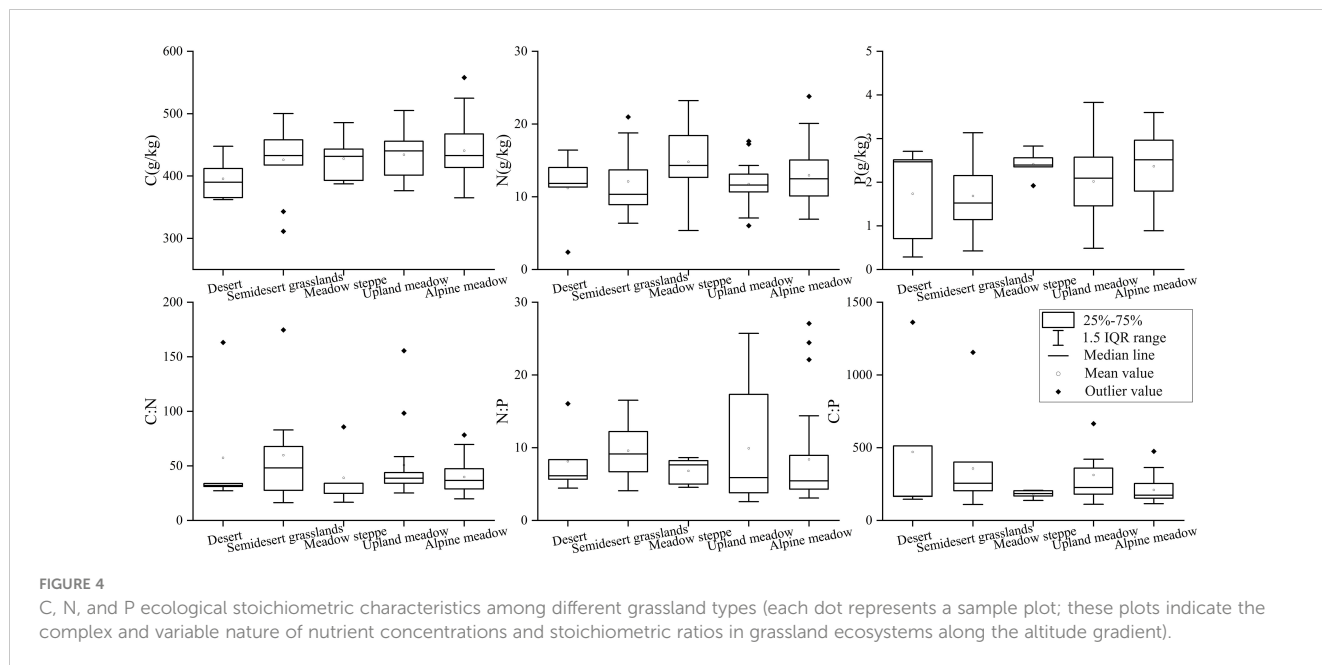 600
500
400
300
C(g/kg)
Desert
Semidesert grasslands
Meadow steppe
Upland meadow
Alpine meadow
30
20
10
0
N(g/kg)
Desert
Semidesert grasslands
Meadow steppe
Upland meadow
Alpine meadow
5
4
3
2
1
0
P(g/kg)
Desert
Semidesert grasslands
Meadow steppe
Upland meadow
Alpine meadow
200
150
100
50
0
C:N
Desert
Semidesert grasslands
Meadow steppe
Upland meadow
Alpine meadow
30
20
10
0
N:P
Desert
Semidesert grasslands
Meadow steppe
Upland meadow
Alpine meadow
1500
1000
500
0
C:P
25%-75%
1.5 IQR range
Median line
Mean value
Outlier value
Desert
Semidesert grasslands
Meadow steppe
Upland meadow
Alpine meadow
FIGURE 4
C, N, and P ecological stoichiometric characteristics among different grassland types (each dot represents a sample plot; these plots indicate the
complex and variable nature of nutrient concentrations and stoichiometric ratios in grassland ecosystems along the altitude gradient).